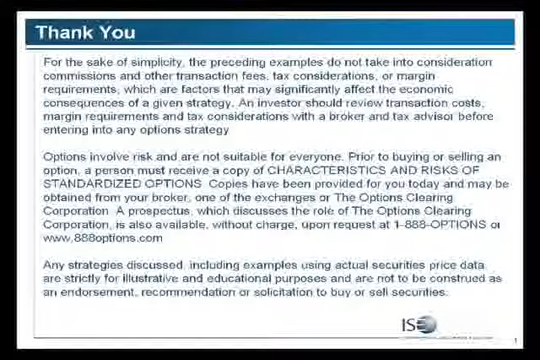 Thank You
For the sake of simplicity, the preceding examples do not take into consideration
commissions and other transaction fees, tax considerations, or margin
requirements, which are factors that may significantly affect the economic
consequences of a given strategy. An investor should review transaction costs,
margin requirements and tax considerations with a broker and tax advisor before
entering into any options strategy
Options involve risk and are not suitable for everyone. Prior to buying or selling an
option, a person must receive a copy of CHARACTERISTICS AND RISKS OF
STANDARDIZED OPTIONS. Copies have been provided for you today and may be
obtained from your broker, one of the exchanges or The Options Clearing
Corporation. A prospectus, which discusses the role of The Options Clearing
Corporation, is also available, without charge, upon request at 1-888-OPTIONS or
www.888options.com
Any strategies discussed, including examples using actual securities price data,
are strictly for illustrative and educational purposes and are not to be construed as
an endorsement, recommendation or solicitation to buy or sell securities.
ISE
1